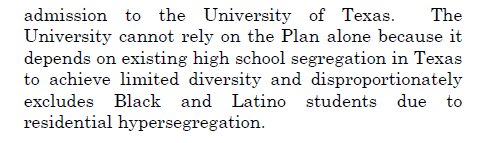 admission to the University of Texas. The
University cannot rely on the Plan alone because it
depends on existing high school segregation in Texas
to achieve limited diversity and disproportionately
excludes Black and Latino students due to
residential hypersegregation.